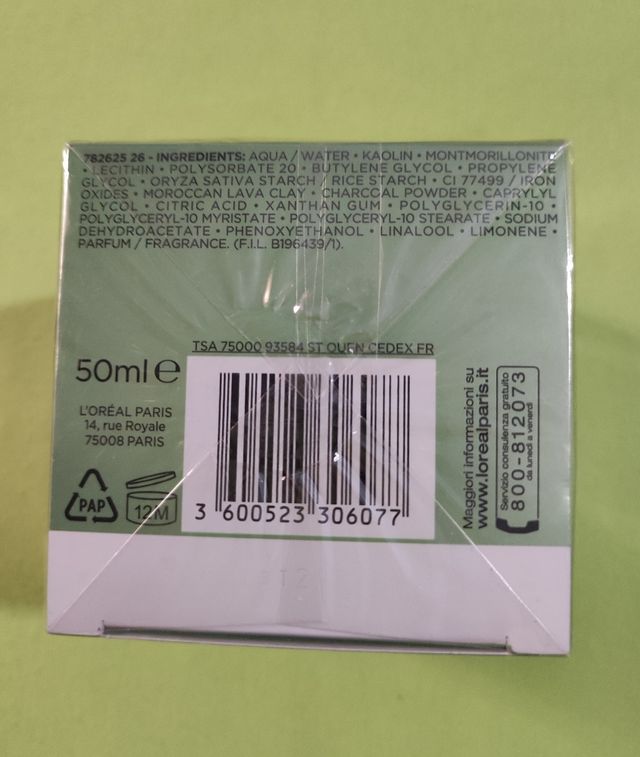 782625 26 - INGREDIENTS: AQUA / WATER • KAOLIN • MONTMORILLONITE
• LECITHIN • POLYSORBATE 20 • BUTYLENE GLYCOL • PROPYLENE
GLYCOL • ORYZA SATIVA STARCH / RICE STARCH • CI 77499 / IRON
OXIDES • MOROCCAN LAVA CLAY • CHARCOAL POWDER • CAPRYLYL
GLYCOL • CITRIC ACID • XANTHAN GUM • POLYGLYCERIN-10 •
POLYGLYCERYL-10 MYRISTATE • POLYGLYCERYL-10 STEARATE • SODIUM
DEHYDROACETATE • PHENOXYETHANOL • LINALOOL • LIMONENE •
PARFUM / FRAGRANCE. (F.I.L. B196439/1).
TSA 75000 93584 ST OUEN CEDEX FR
50ml e
L'ORÉAL PARIS
14, rue Royale
75008 PARIS
PAP
12M
3 600523 306077
Maggiori informazioni su
www.lorealparis.it
Servizio consulenza gratuito
800-812073
da lunedì a venerdì